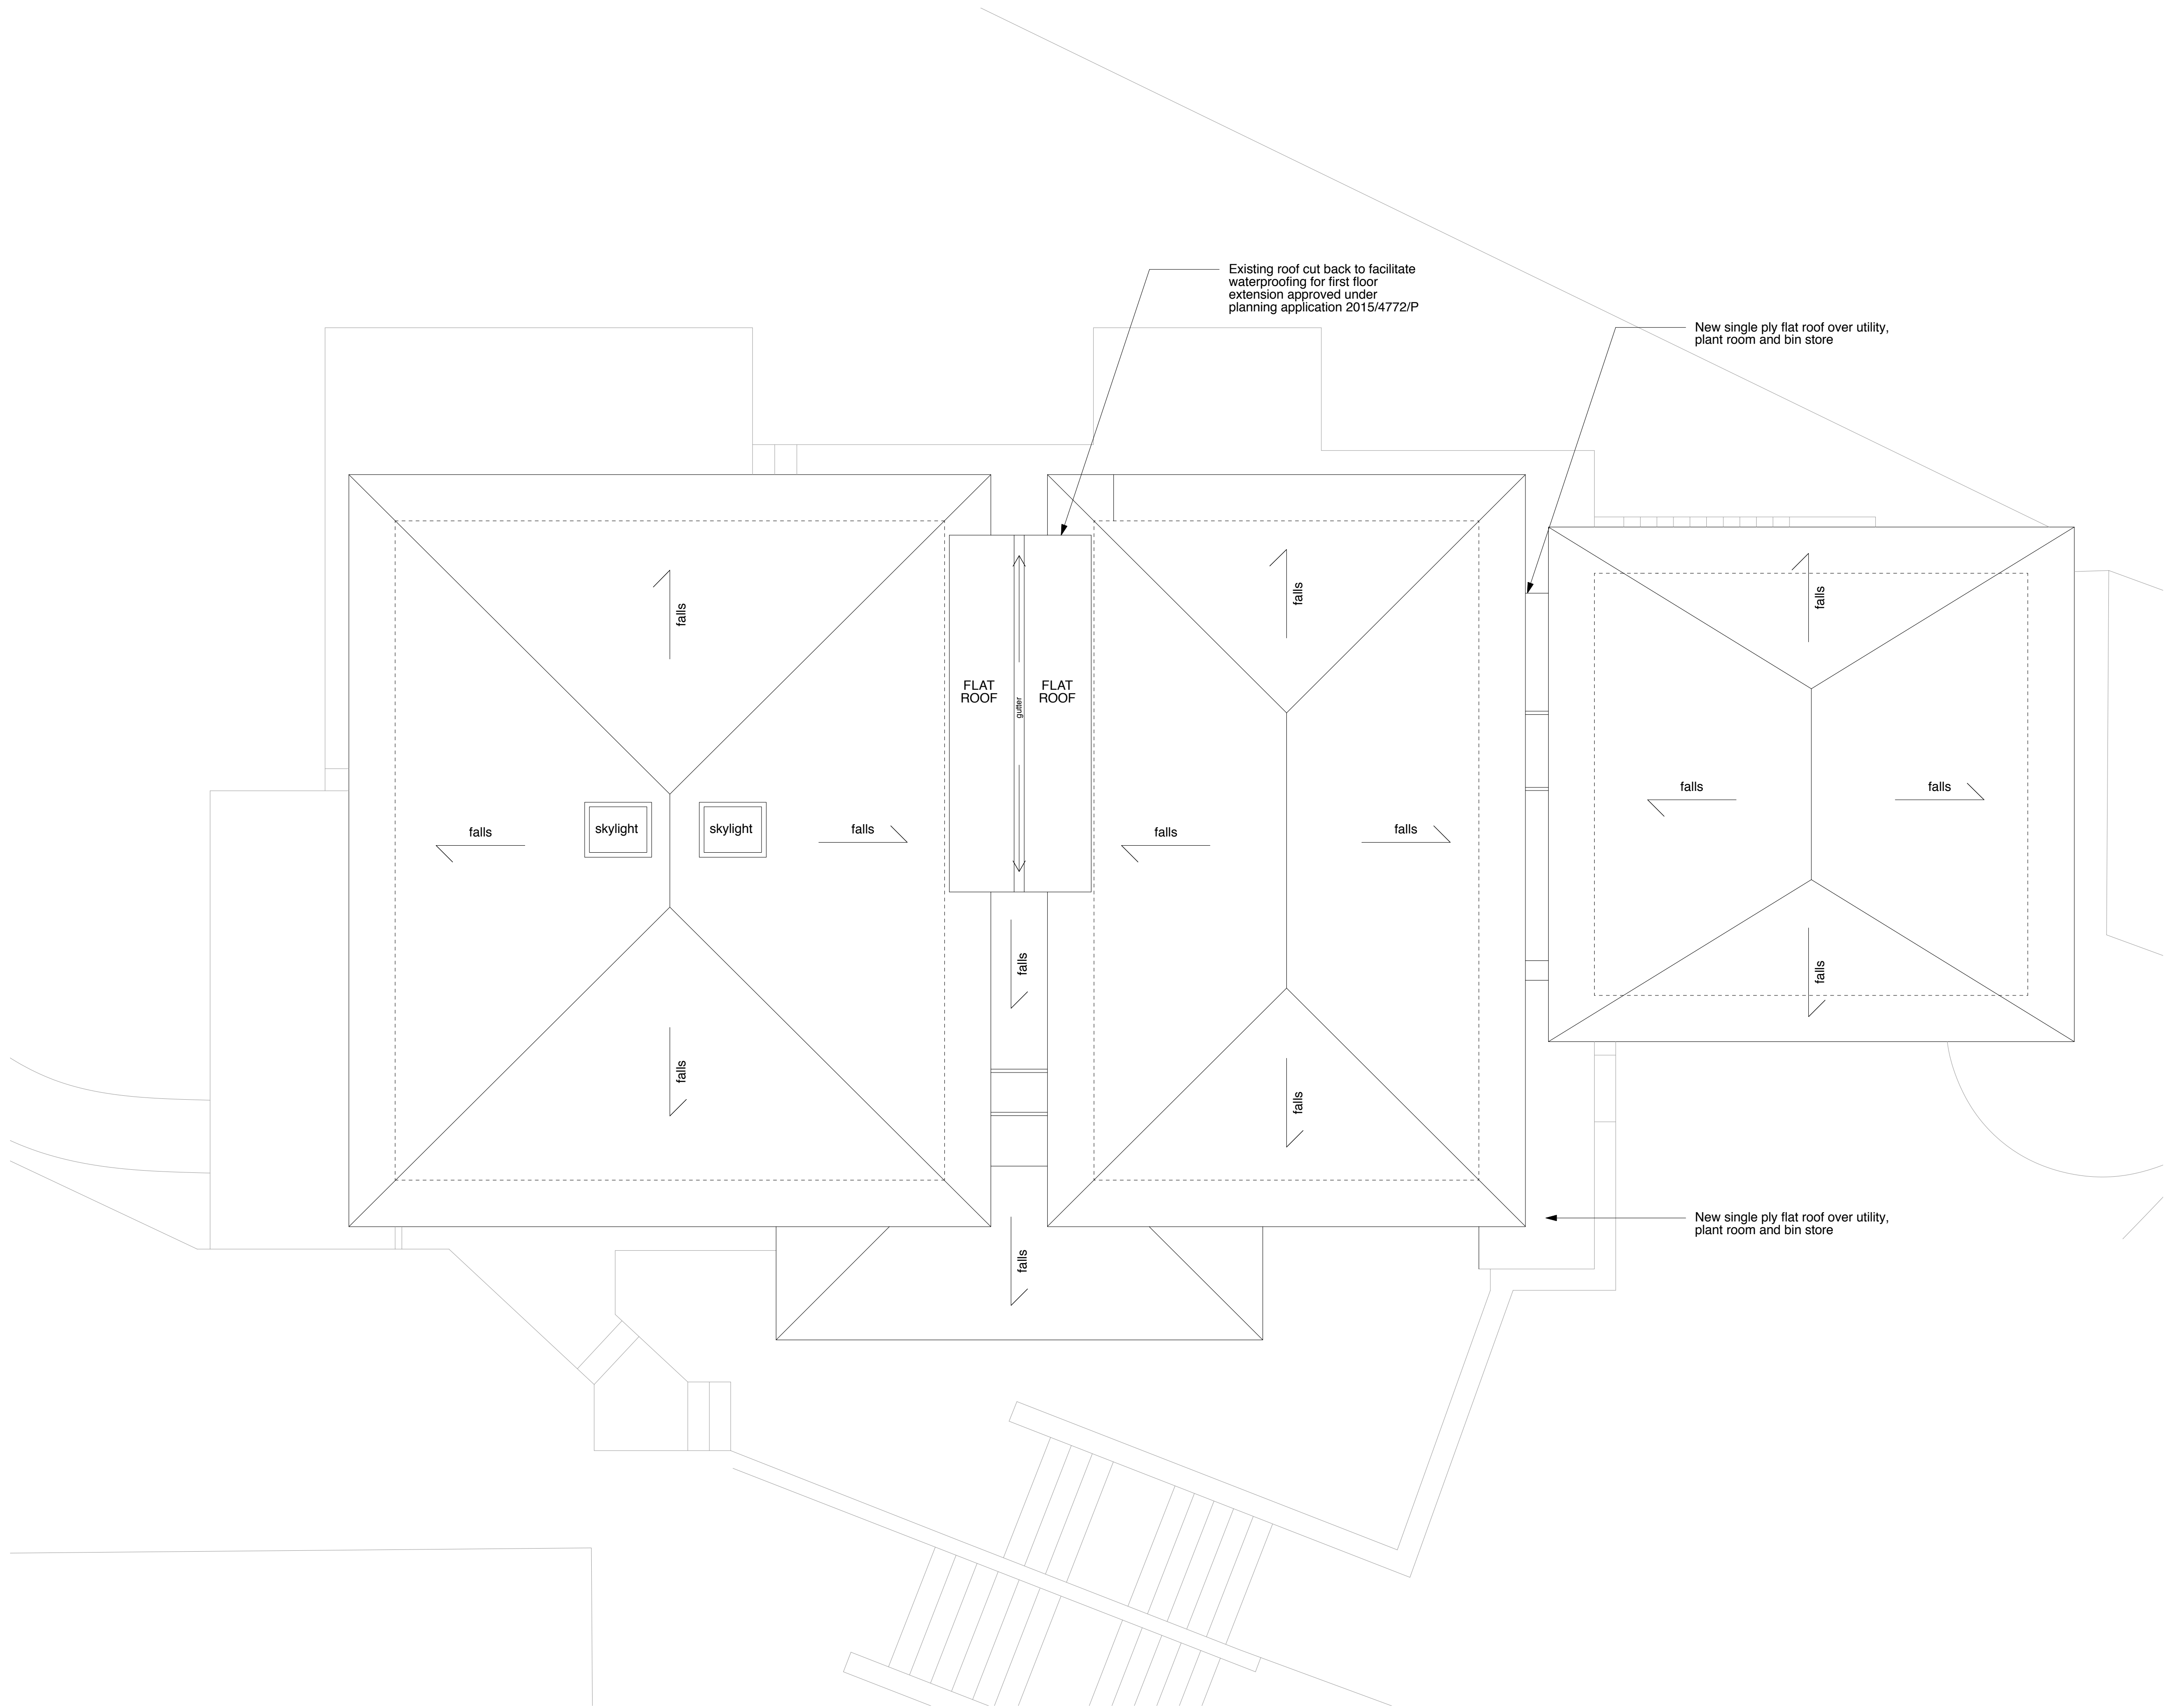 Existing roof cut back to facilitate
waterproofing for first floor
extension approved under
planning application 2015/4772/P
New single ply flat roof over utility,
plant room and bin store
falls
falls
falls
FLAT
ROOF
FLAT
ROOF
gutter
falls
falls
skylight
skylight
falls
falls
falls
falls
falls
falls
falls
falls
falls
New single ply flat roof over utility,
plant room and bin store
falls